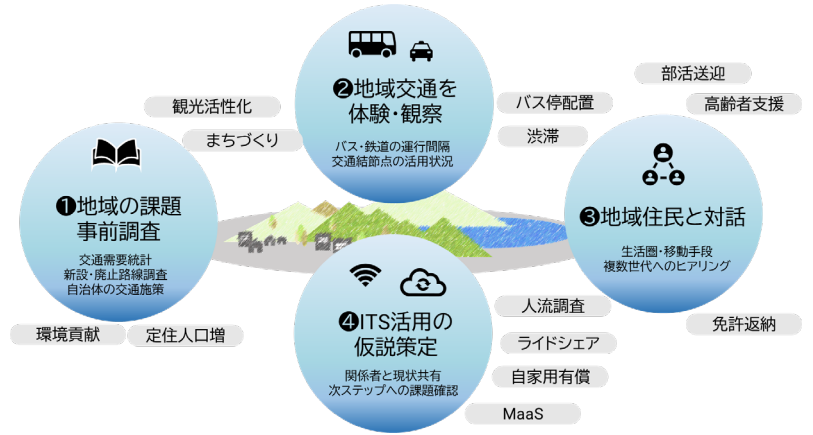 観光活性化
まちづくり
❶地域の課題
事前調査
交通需要統計
新設・廃止路線調査
自治体の交通施策
環境貢献
定住人口増
❷地域交通を
体験・観察
バス・鉄道の運行間隔
交通結節点の活用状況
バス停配置
渋滞
部活送迎
高齢者支援
❸地域住民と対話
生活圏・移動手段
複数世代へのヒアリング
免許返納
❹ITS活用の
仮説策定
関係者と現状共有
次ステップへの課題確認
人流調査
ライドシェア
自家用有償
MaaS